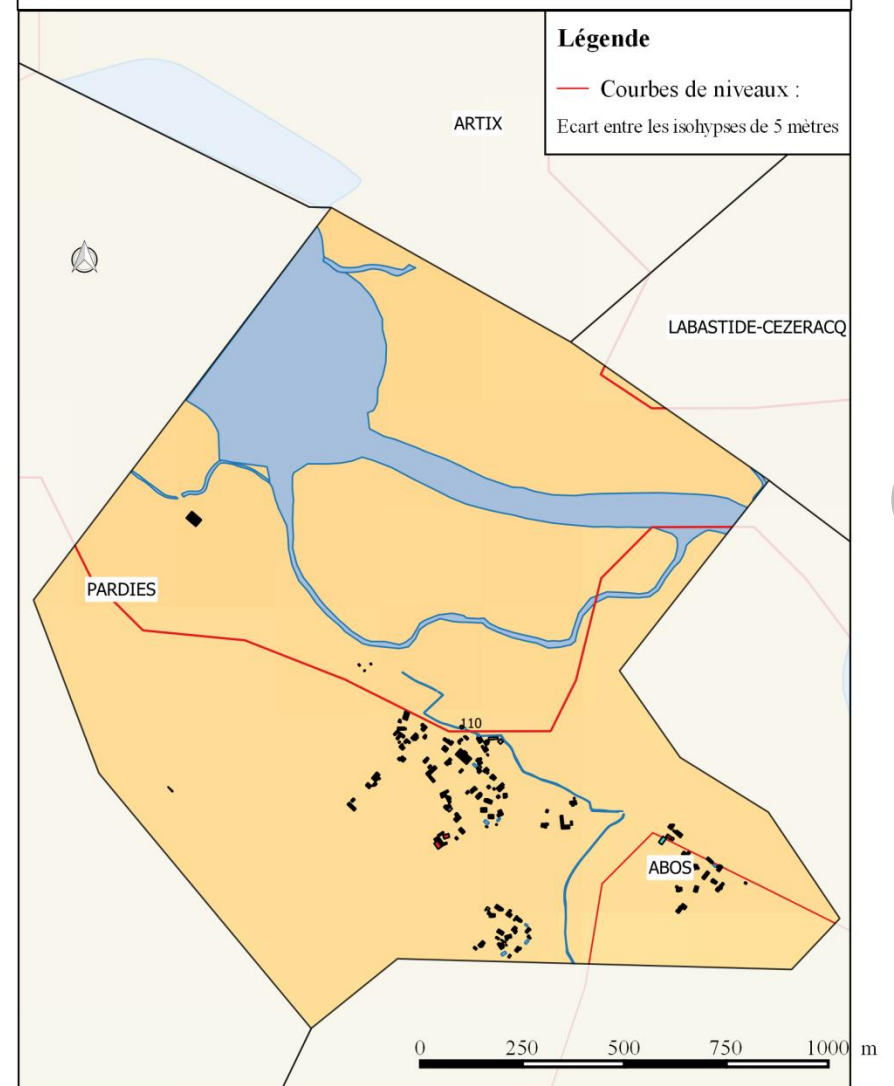 Légende
Courbes de niveaux :
Ecart entre les isohypses de 5 mètres
ARTIX
LABASTIDE-CEZERACQ
PARDIES
110
ABOS
0 250 500 750 1000 m